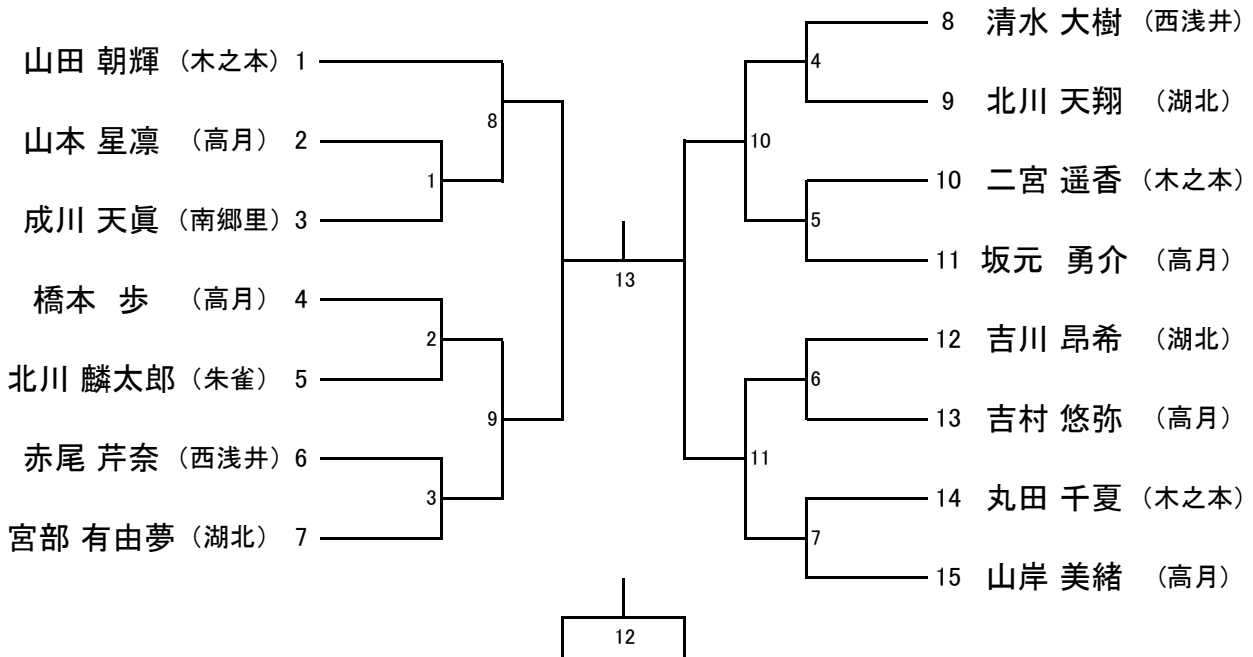 山田 朝輝 (木之本) 1
山本 星凛 (高月) 2
成川 天眞 (南郷里) 3
橋本 歩 (高月) 4
北川 麟太郎 (朱雀) 5
赤尾 芹奈 (西浅井) 6
宮部 有由夢 (湖北) 7
8
1
2
9
3
13
12
4
10
5
6
11
7
8 清水 大樹 (西浅井)
9 北川 天翔 (湖北)
10 二宮 遥香 (木之本)
11 坂元 勇介 (高月)
12 吉川 昂希 (湖北)
13 吉村 悠弥 (高月)
14 丸田 千夏 (木之本)
15 山岸 美緒 (高月)